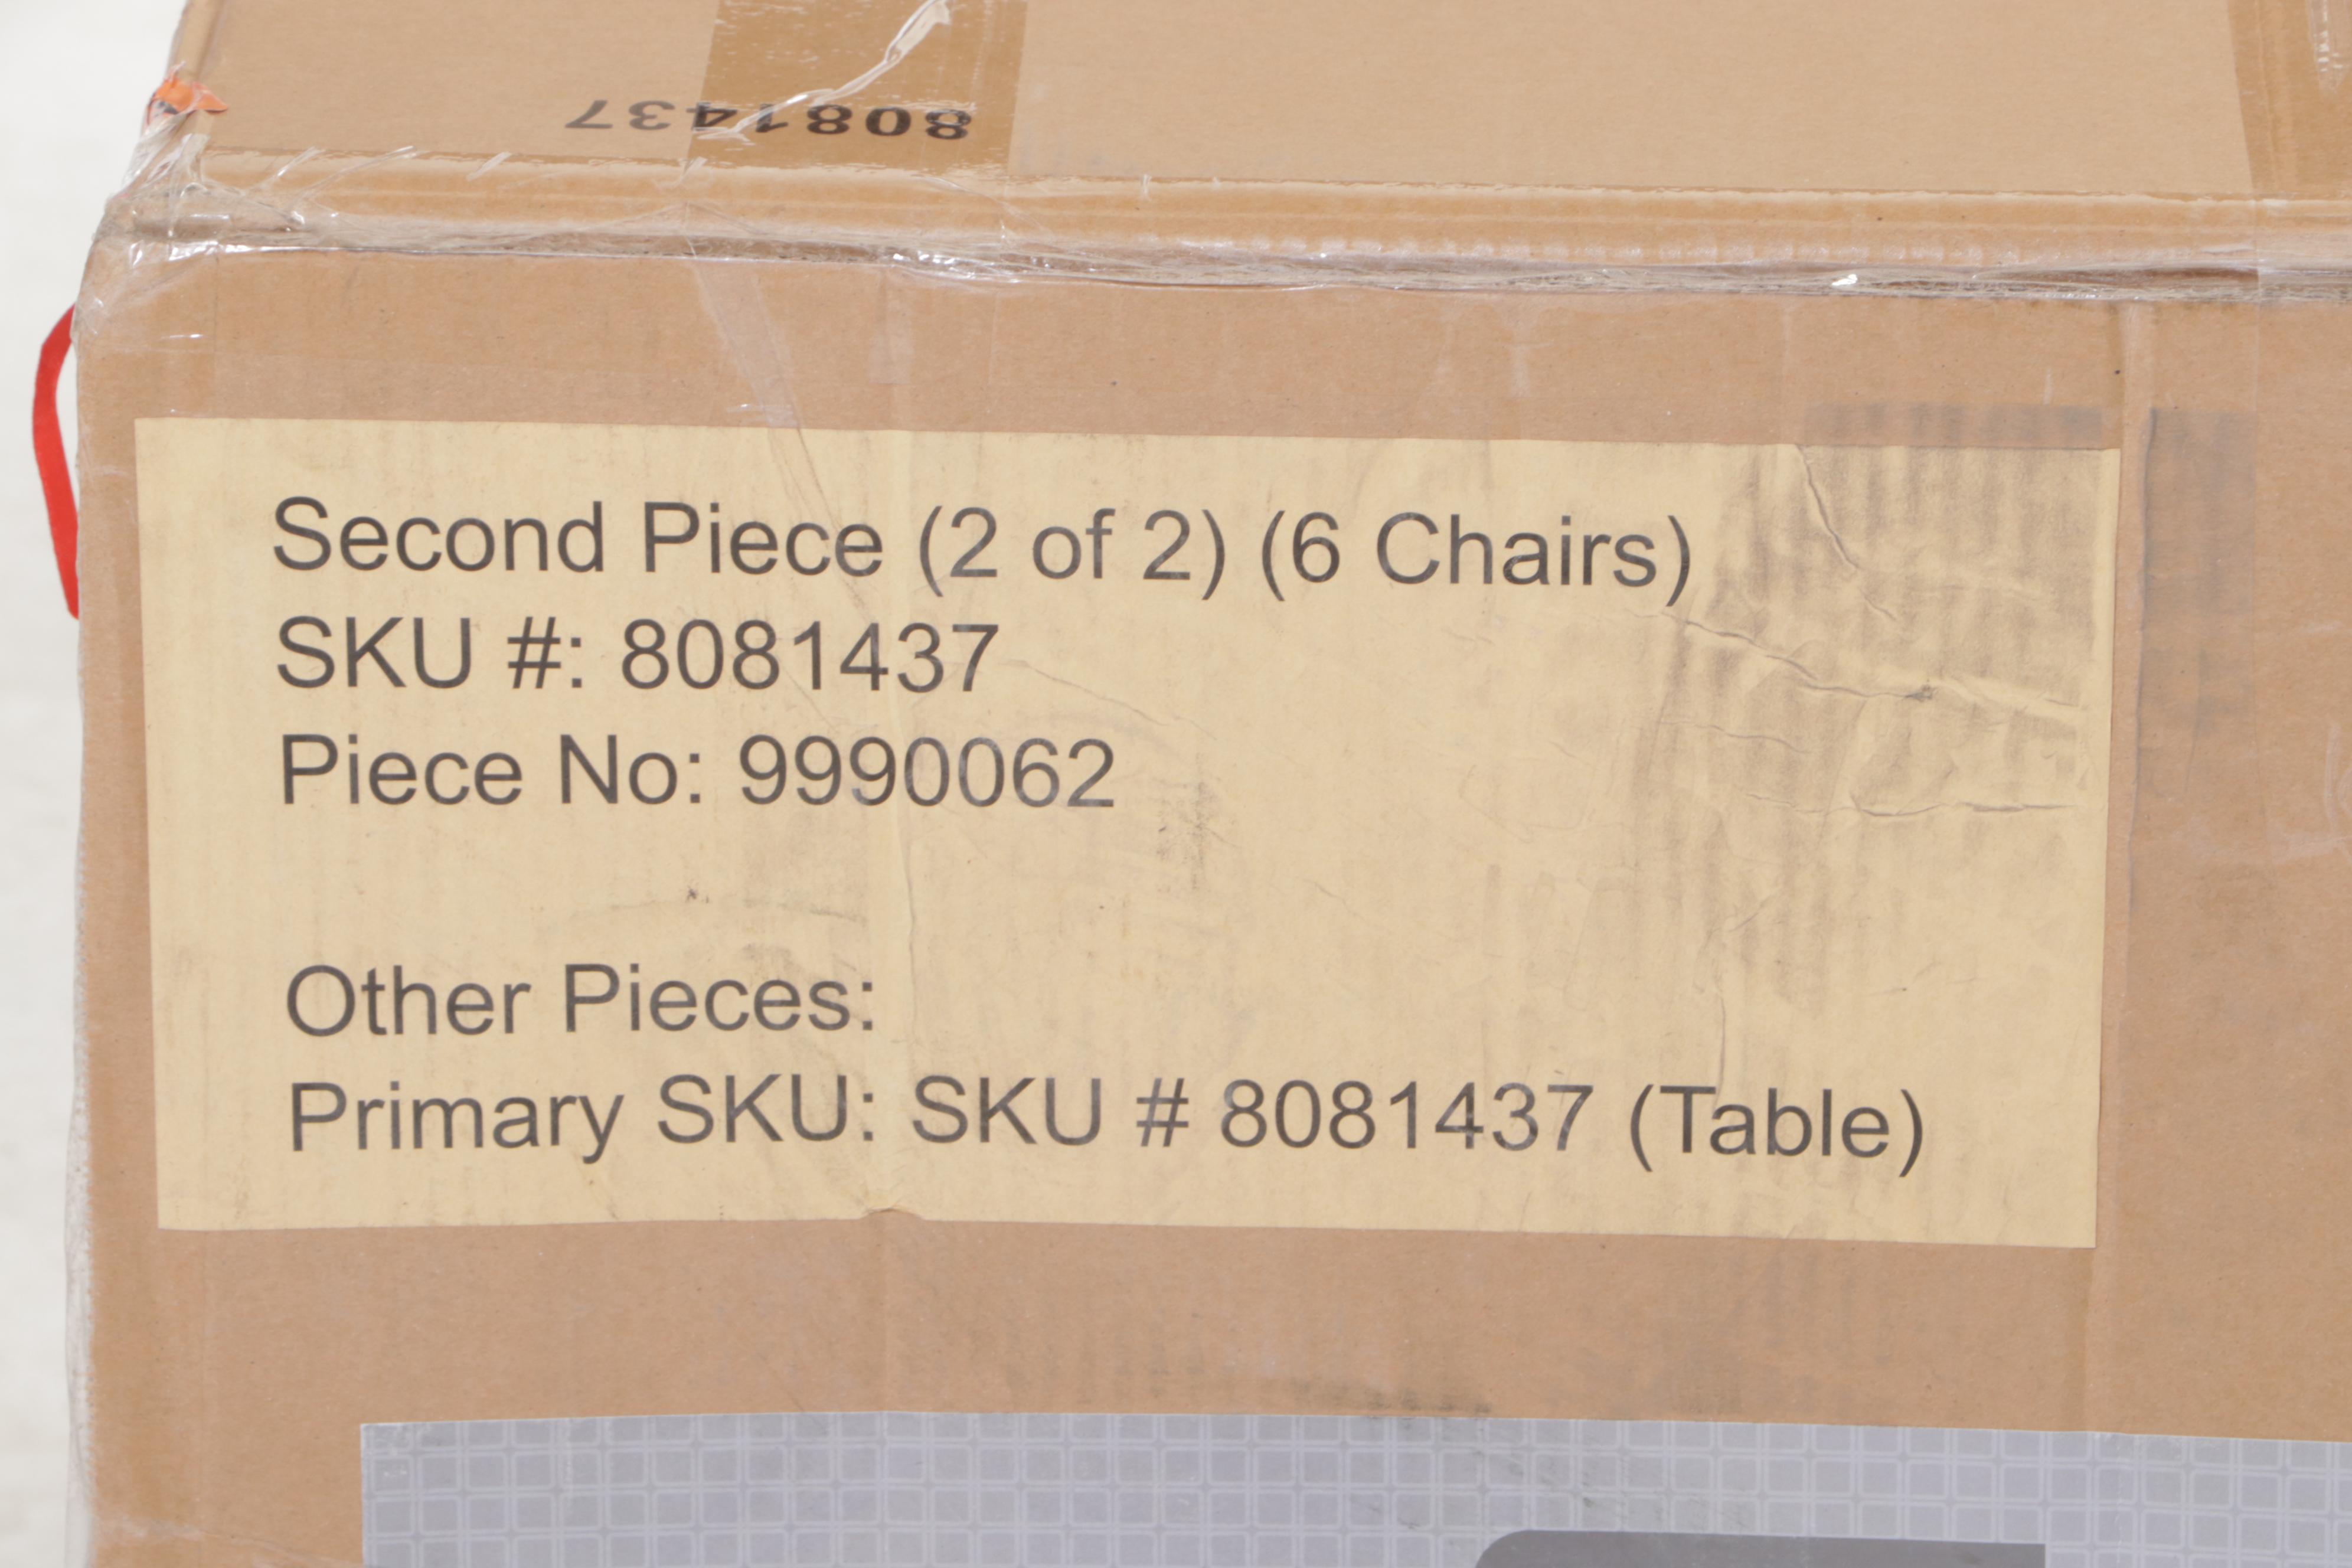 8081437
Second Piece (2 of 2) (6 Chairs)
SKU #: 8081437
Piece No: 9990062
Other Pieces:
Primary SKU: SKU # 8081437 (Table)